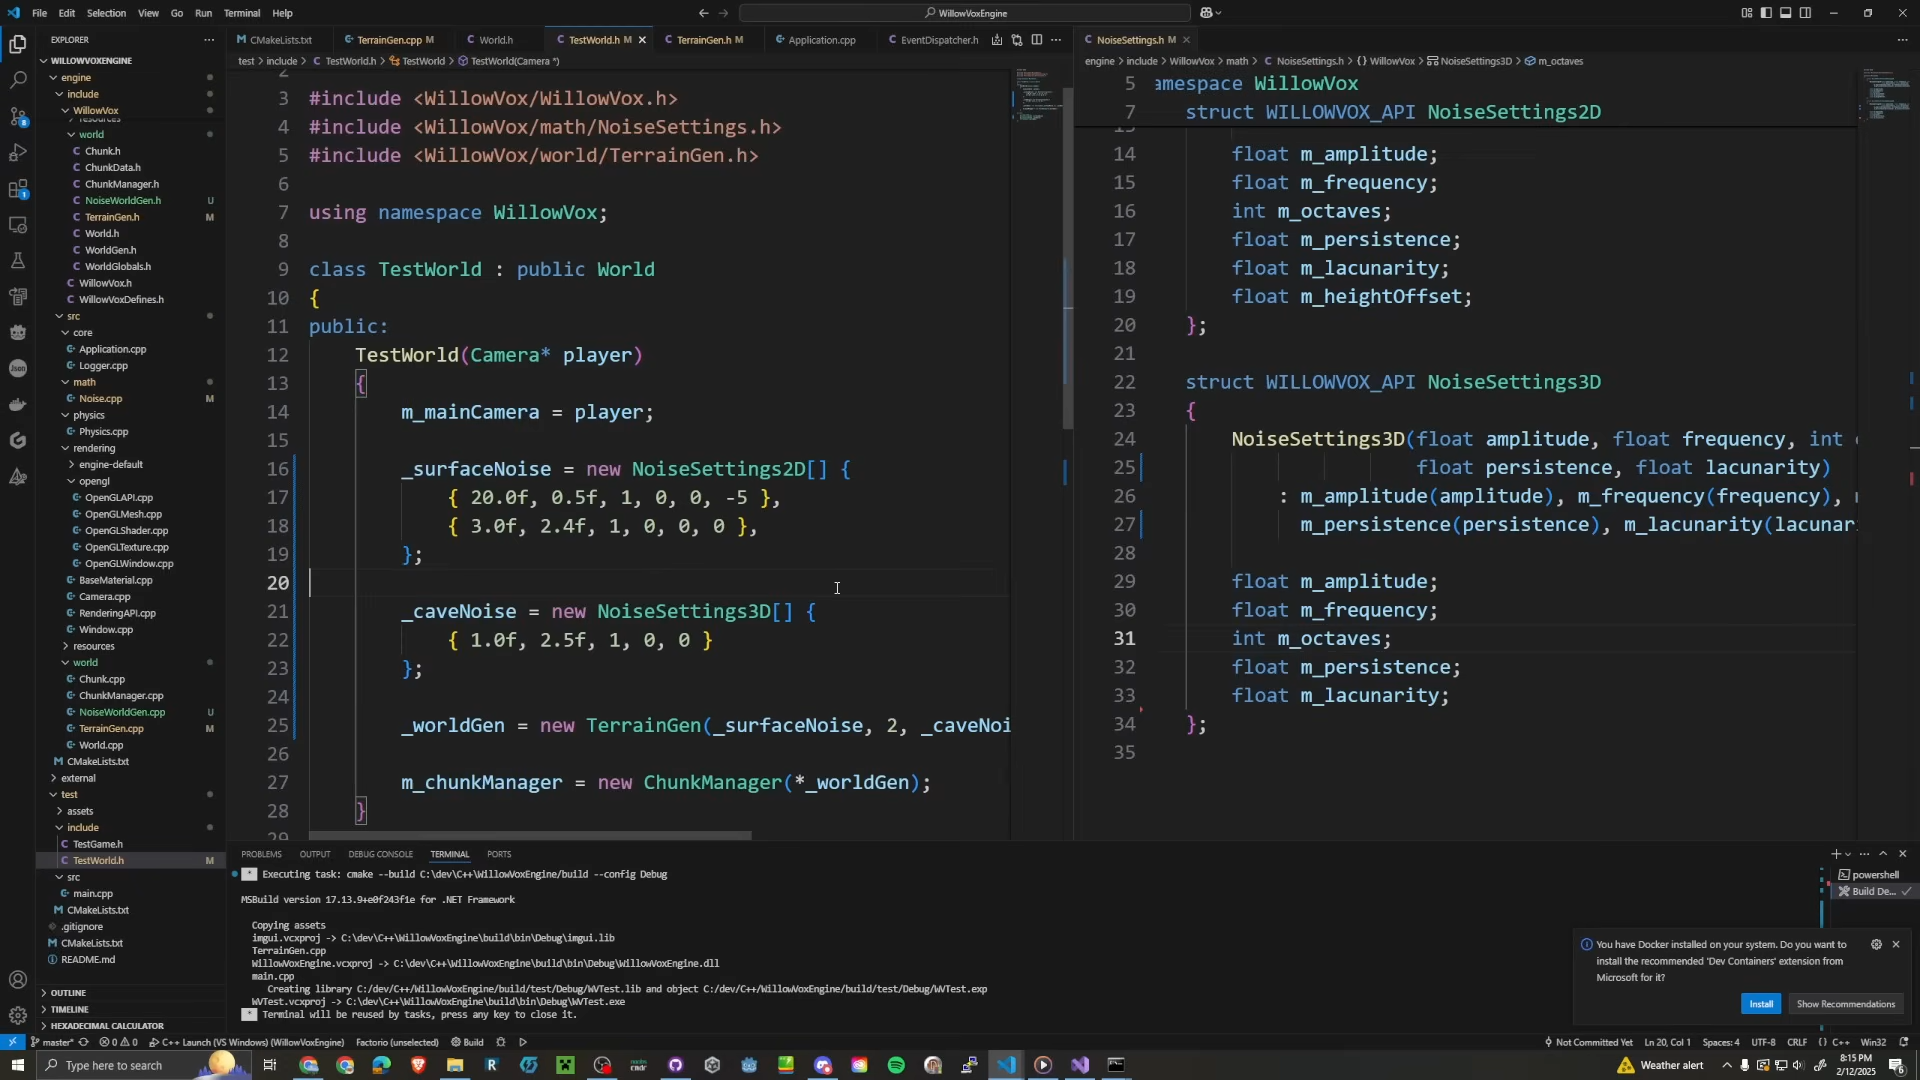 File Edit Selection View Go Run Terminal Help
WillowVoxEngine
EXPLORER
WILLOWVOXENGINE
engine
include
WillowVox
world
Chunk.h
ChunkData.h
ChunkManager.h
NoiseWorldGen.h U
TerrainGen.h M
World.h
WorldGen.h
WorldGlobals.h
WillowVox.h
WillowVoxDefines.h
src
core
Application.cpp
Logger.cpp
math
Noise.cpp M
physics
Physics.cpp
rendering
engine-default
opengl
OpenGLAPI.cpp
OpenGLMesh.cpp
OpenGLShader.cpp
OpenGLTexture.cpp
OpenGLWindow.cpp
BaseMaterial.cpp
Camera.cpp
RenderingAPI.cpp
Window.cpp
resources
world
Chunk.cpp
ChunkManager.cpp
NoiseWorldGen.cpp U
TerrainGen.cpp M
World.cpp
CMakeLists.txt
external
test
assets
include
TestGame.h
TestWorld.h M
src
main.cpp
CMakeLists.txt
.gitignore
CMakeLists.txt
README.md
OUTLINE
TIMELINE
HEXADECIMAL CALCULATOR
CMakeLists.txt TerrainGen.cpp M World.h TestWorld.h M TerrainGen.h M Application.cpp EventDispatcher.h
test > include > TestWorld.h > TestWorld > TestWorld(Camera *)
2
3 #include <WillowVox/WillowVox.h>
4 #include <WillowVox/math/NoiseSettings.h>
5 #include <WillowVox/world/TerrainGen.h>
6
7 using namespace WillowVox;
8
9 class TestWorld : public World
10 {
11 public:
12 TestWorld(Camera* player)
13 {
14 m_mainCamera = player;
15
16 _surfaceNoise = new NoiseSettings2D[] {
17 { 20.0f, 0.5f, 1, 0, 0, -5 },
18 { 3.0f, 2.4f, 1, 0, 0, 0 },
19 };
20
21 _caveNoise = new NoiseSettings3D[] {
22 { 1.0f, 2.5f, 1, 0, 0 }
23 };
24
25 _worldGen = new TerrainGen(_surfaceNoise, 2, _caveNoi
26
27 m_chunkManager = new ChunkManager(*_worldGen);
28 }
29
NoiseSettings.h M
engine > include > WillowVox > math > NoiseSettings.h > {} WillowVox > NoiseSettings3D > m_octaves
5 amespace WillowVox
7 struct WILLOWVOX_API NoiseSettings2D
13
14 float m_amplitude;
15 float m_frequency;
16 int m_octaves;
17 float m_persistence;
18 float m_lacunarity;
19 float m_heightOffset;
20 };
21
22 struct WILLOWVOX_API NoiseSettings3D
23 {
24 NoiseSettings3D(float amplitude, float frequency, int
25 float persistence, float lacunarity)
26 : m_amplitude(amplitude), m_frequency(frequency),
27 m_persistence(persistence), m_lacunarity(lacunar
28
29 float m_amplitude;
30 float m_frequency;
31 int m_octaves;
32 float m_persistence;
33 float m_lacunarity;
34 };
35
PROBLEMS OUTPUT DEBUG CONSOLE TERMINAL PORTS
* Executing task: cmake --build C:\dev\C++\WillowVoxEngine/build --config Debug
MSBuild version 17.13.9+e0f243f1e for .NET Framework
Copying assets
imgui.vcxproj -> C:\dev\C++\WillowVoxEngine\build\bin\Debug\imgui.lib
TerrainGen.cpp
WillowVoxEngine.vcxproj -> C:\dev\C++\WillowVoxEngine\build\bin\Debug\WillowVoxEngine.dll
main.cpp
Creating library C:/dev/C++/WillowVoxEngine/build/test/Debug/WVTest.lib and object C:/dev/C++/WillowVoxEngine/build/test/Debug/WVTest.exp
WVTest.vcxproj -> C:\dev\C++\WillowVoxEngine\build\bin\Debug\WVTest.exe
* Terminal will be reused by tasks, press any key to close it.
powershell
Build De...
You have Docker installed on your system. Do you want to
install the recommended 'Dev Containers' extension from
Microsoft for it?
Install Show Recommendations
master* 0 0 C++ Launch (VS Windows) (WillowVoxEngine) Factorio (unselected) Build Not Committed Yet Ln 20, Col 1 Spaces: 4 UTF-8 CRLF {} C++ Win32
Type here to search
Weather alert
8:15 PM
2/12/2025